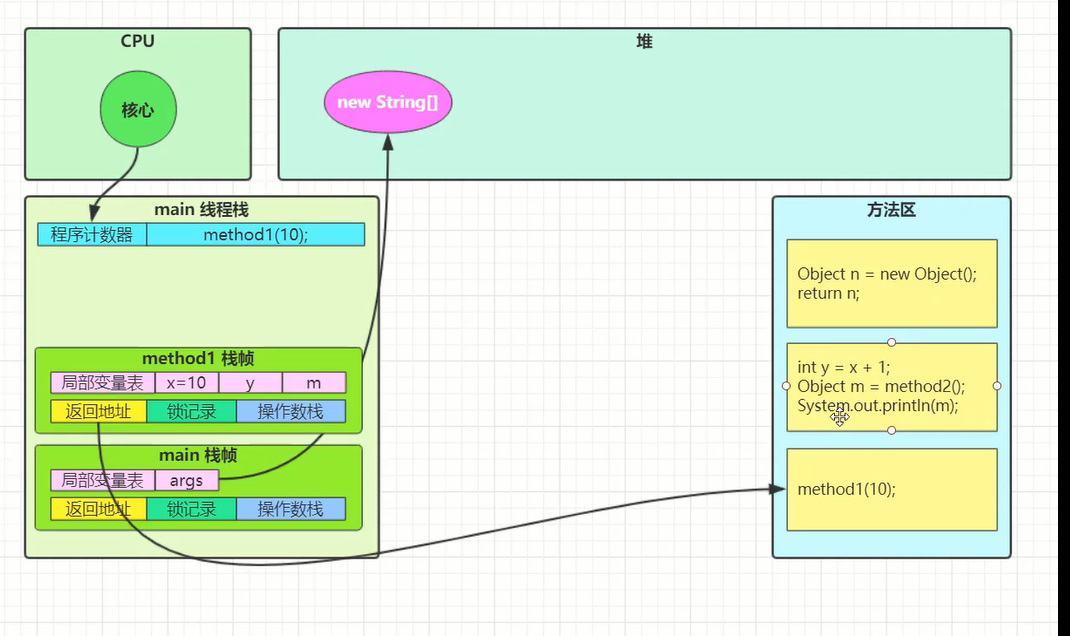 CPU
核心
堆
new String[]
main 线程栈
程序计数器
method1(10);
method1 栈帧
局部变量表
x=10
y
m
返回地址
锁记录
操作数栈
main 栈帧
局部变量表
args
返回地址
锁记录
操作数栈
方法区
Object n = new Object();
return n;
int y = x + 1;
Object m = method2();
System.out.println(m);
method1(10);